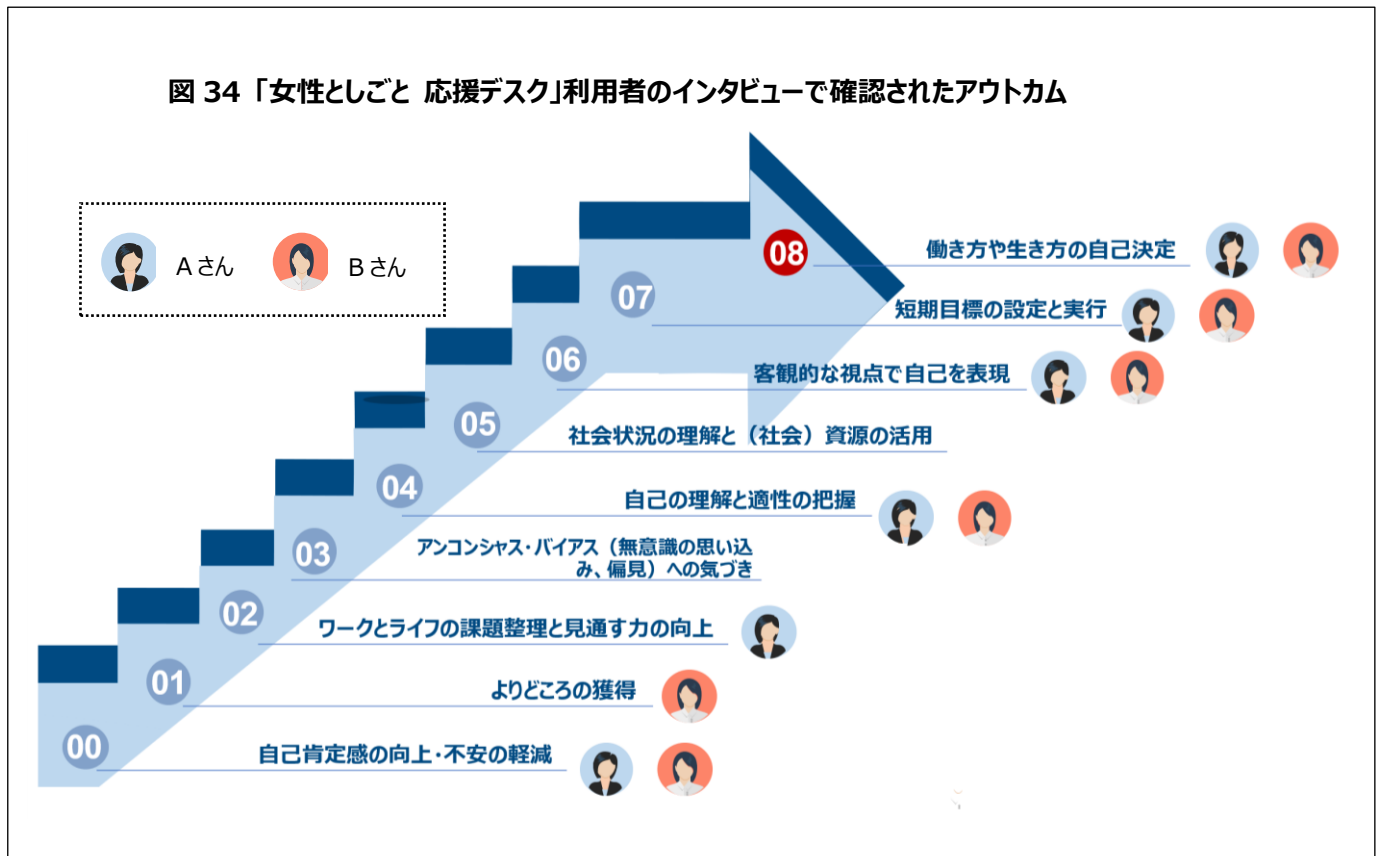 図 34 「女性としごと 応援デスク」利用者のインタビューで確認されたアウトカム
Aさん
Bさん
08
働き方や生き方の自己決定
07
短期目標の設定と実行
06
客観的な視点で自己を表現
05
社会状況の理解と（社会）資源の活用
04
自己の理解と適性の把握
03
アンコンシャス・バイアス（無意識の思い込
み、偏見）への気づき
02
ワークとライフの課題整理と見通す力の向上
01
よりどころの獲得
00
自己肯定感の向上・不安の軽減